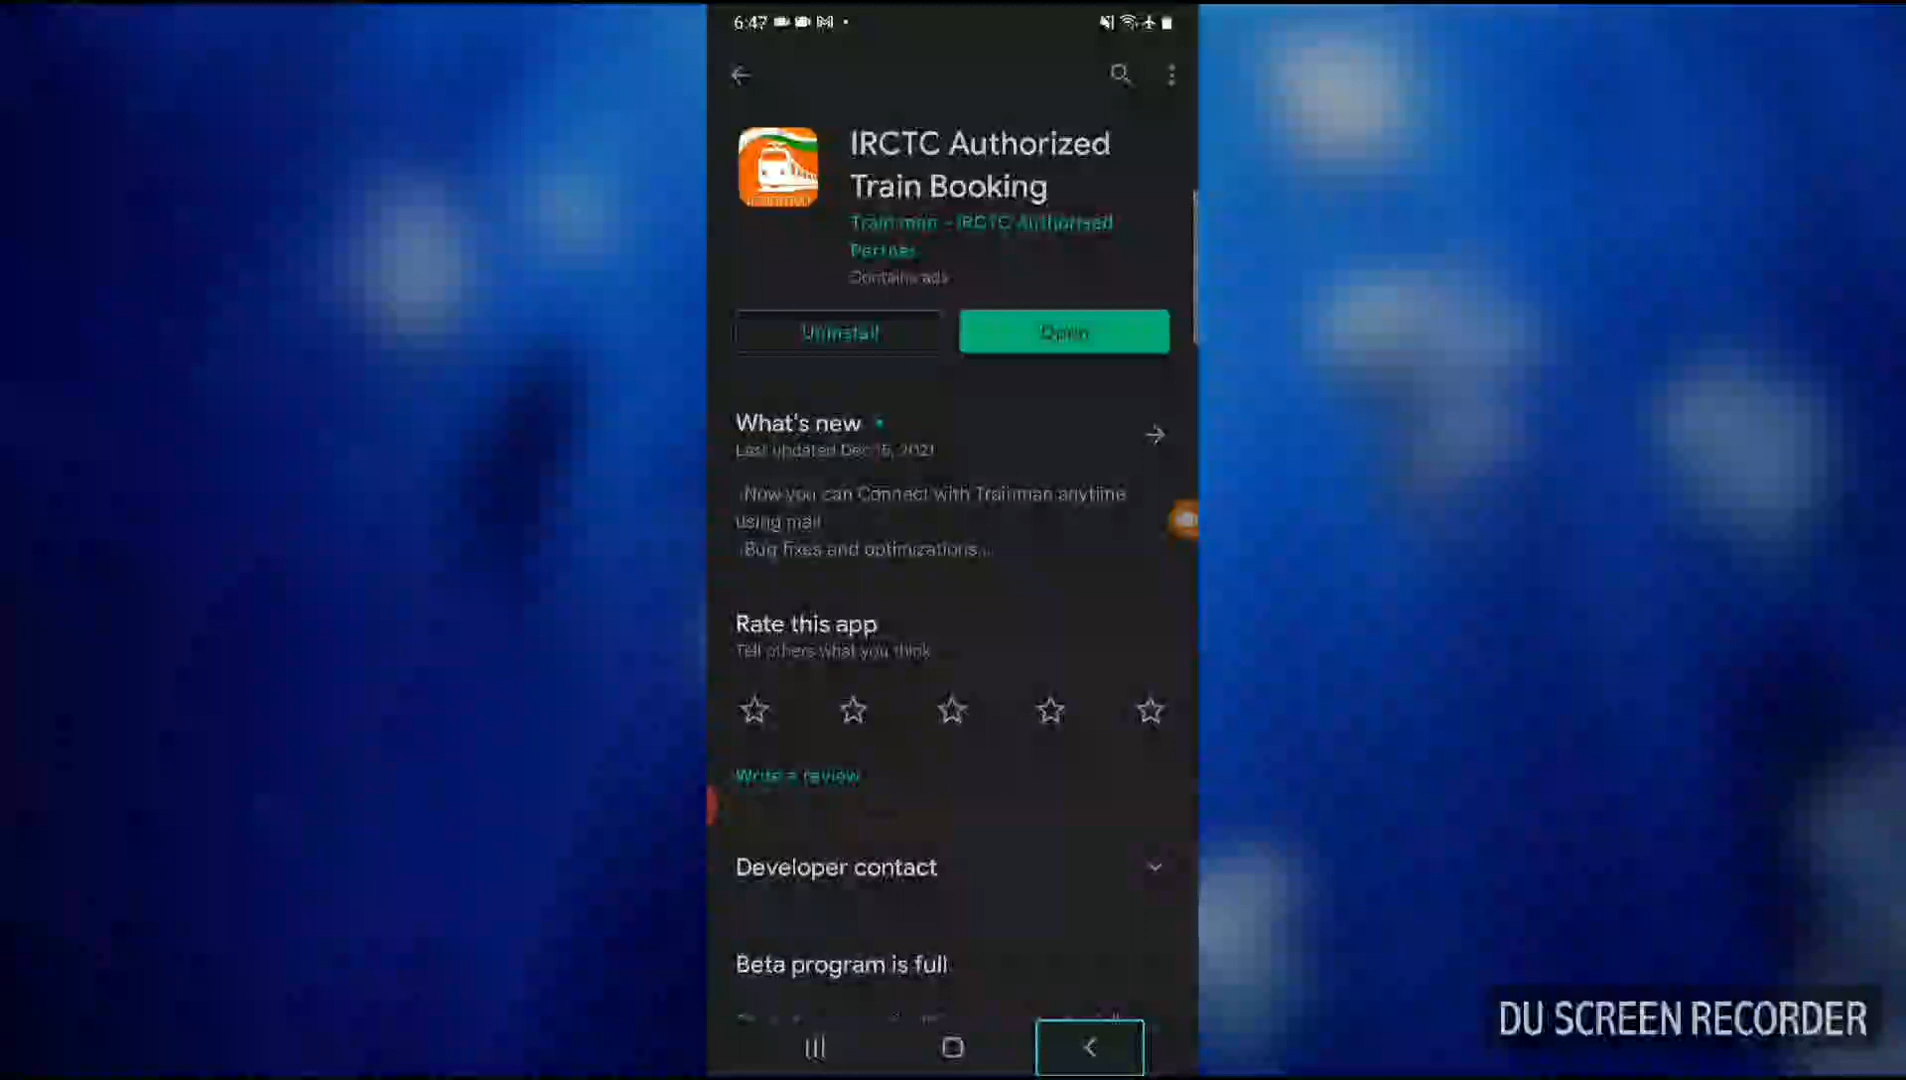 6:47
IRCTC Authorized
Train Booking
Trainman - IRCTC Authorised
Partner
Contains ads
Uninstall
Open
What's new
Last updated Dec 15, 2021
Now you can Connect with Trainman anytime
using mail
Bug fixes and optimizations...
Rate this app
Tell others what you think
Write a review
Developer contact
Beta program is full
DU SCREEN RECORDER